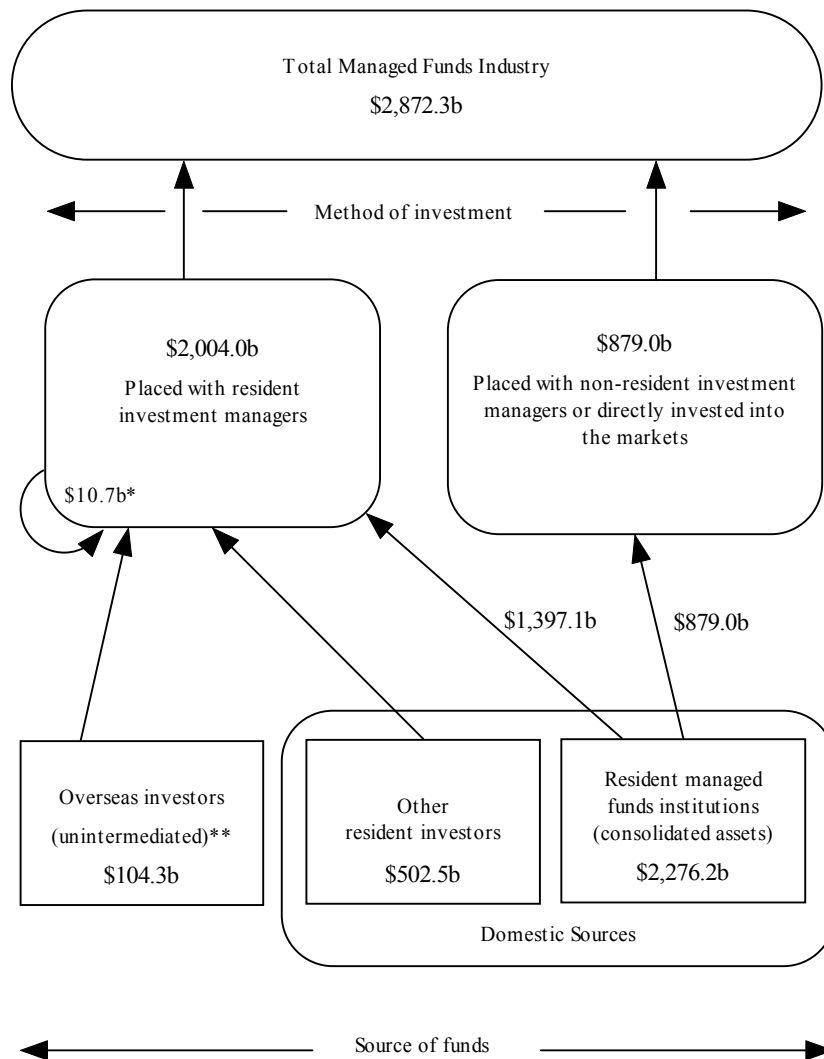 Total Managed Funds Industry
$2,872.3b
Method of investment
$2,004.0b
Placed with resident
investment managers
$10.7b*
$879.0b
Placed with non-resident investment
managers or directly invested into
the markets
$1,397.1b
$879.0b
Overseas investors
(unintermediated)**
$104.3b
Other
resident investors
$502.5b
Resident managed
funds institutions
(consolidated assets)
$2,276.2b
Domestic Sources
Source of funds